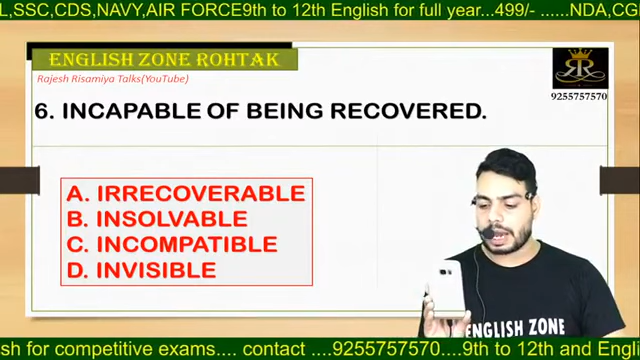 L,SSC,CDS,NAVY,AIR FORCE9th to 12th English for full year...499/- ......NDA,CG
ENGLISH ZONE ROHTAK
Rajesh Risamiya Talks(YouTube)
9255757570
6. INCAPABLE OF BEING RECOVERED.
A. IRRECOVERABLE
B. INSOLVABLE
C. INCOMPATIBLE
D. INVISIBLE
ENGLISH ZONE
sh for competitive exams.... contact ....9255757570....9th to 12th and Engli